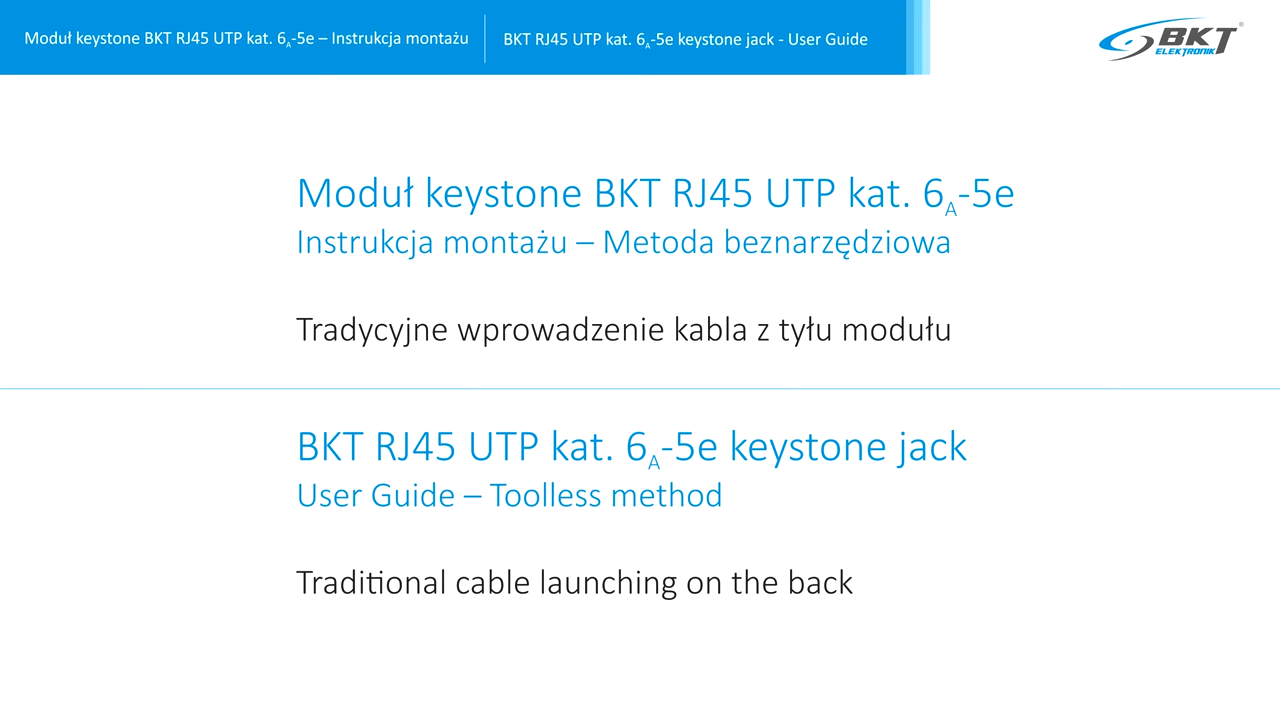 Moduł keystone BKT RJ45 UTP kat. 6A-5e – Instrukcja montażu
BKT RJ45 UTP kat. 6A-5e keystone jack - User Guide
BKT
ELEKTRONIK
®
Moduł keystone BKT RJ45 UTP kat. 6A-5e
Instrukcja montażu – Metoda beznarzędziowa
Tradycyjne wprowadzenie kabla z tyłu modułu
BKT RJ45 UTP kat. 6A-5e keystone jack
User Guide – Toolless method
Traditional cable launching on the back